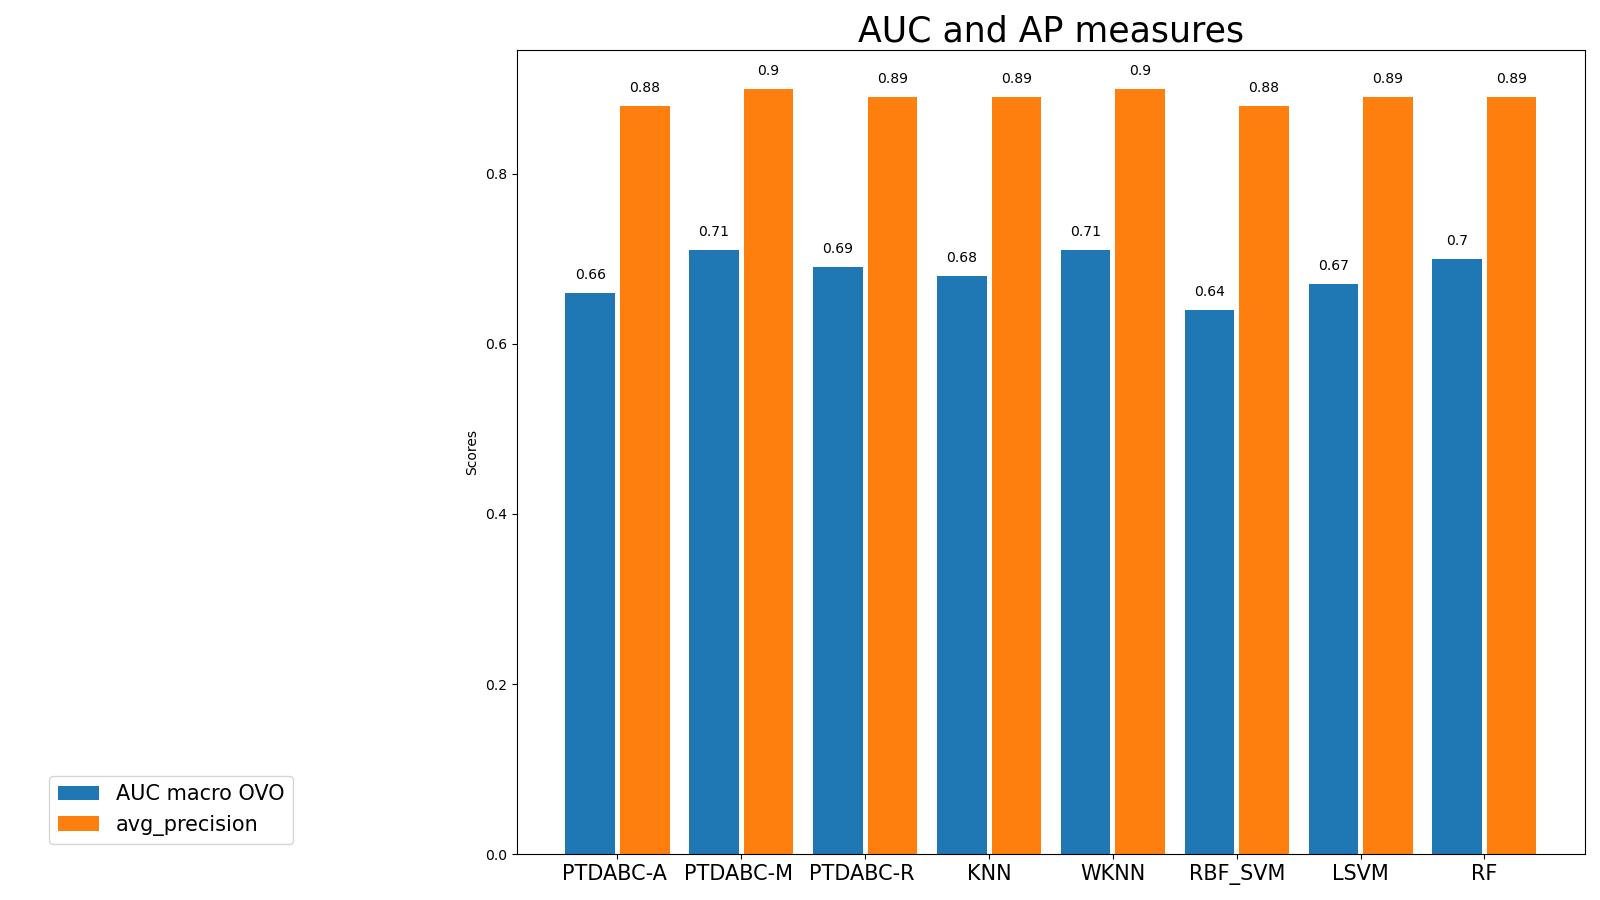 AUC and AP measures
0.88 0.9 0.89 0.89 0.9 0.88 0.89 0.89
0.66 0.71 0.69 0.68 0.71 0.64 0.67 0.7
0.8
0.6
0.4
0.2
0.0
Scores
PTDABC-A PTDABC-M PTDABC-R KNN WKNN RBF_SVM LSVM RF
AUC macro OVO
avg_precision